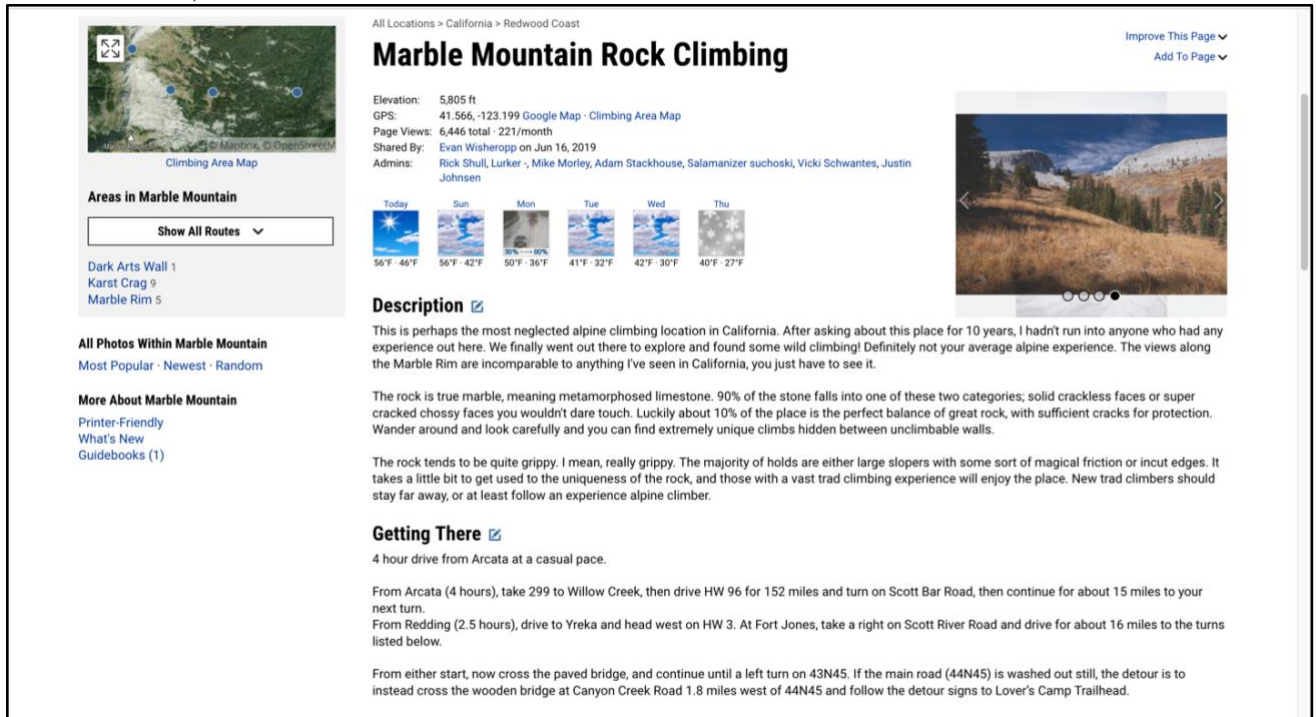 © Mapbox, © OpenStreetM
Climbing Area Map
Areas in Marble Mountain
Show All Routes
Dark Arts Wall 1
Karst Crag 9
Marble Rim 5
All Photos Within Marble Mountain
Most Popular · Newest · Random
More About Marble Mountain
Printer-Friendly
What's New
Guidebooks (1)
All Locations > California > Redwood Coast
Marble Mountain Rock Climbing
Improve This Page
Add To Page
Elevation: 5,805 ft
GPS: 41.566, -123.199 Google Map · Climbing Area Map
Page Views: 6,446 total · 221/month
Shared By: Evan Wisheropp on Jun 16, 2019
Admins: Rick Shull, Lurker -, Mike Morley, Adam Stackhouse, Salamanizer suchoski, Vicki Schwantes, Justin
Johnsen
Today Sun Mon Tue Wed Thu
30% 60%
56°F · 46°F 56°F · 42°F 50°F · 36°F 41°F · 32°F 42°F · 30°F 40°F · 27°F
Description
This is perhaps the most neglected alpine climbing location in California. After asking about this place for 10 years, I hadn't run into anyone who had any
experience out here. We finally went out there to explore and found some wild climbing! Definitely not your average alpine experience. The views along
the Marble Rim are incomparable to anything I've seen in California, you just have to see it.
The rock is true marble, meaning metamorphosed limestone. 90% of the stone falls into one of these two categories; solid crackless faces or super
cracked chossy faces you wouldn't dare touch. Luckily about 10% of the place is the perfect balance of great rock, with sufficient cracks for protection.
Wander around and look carefully and you can find extremely unique climbs hidden between unclimbable walls.
The rock tends to be quite grippy. I mean, really grippy. The majority of holds are either large slopers with some sort of magical friction or incut edges. It
takes a little bit to get used to the uniqueness of the rock, and those with a vast trad climbing experience will enjoy the place. New trad climbers should
stay far away, or at least follow an experience alpine climber.
Getting There
4 hour drive from Arcata at a casual pace.
From Arcata (4 hours), take 299 to Willow Creek, then drive HW 96 for 152 miles and turn on Scott Bar Road, then continue for about 15 miles to your
next turn.
From Redding (2.5 hours), drive to Yreka and head west on HW 3. At Fort Jones, take a right on Scott River Road and drive for about 16 miles to the turns
listed below.
From either start, now cross the paved bridge, and continue until a left turn on 43N45. If the main road (44N45) is washed out still, the detour is to
instead cross the wooden bridge at Canyon Creek Road 1.8 miles west of 44N45 and follow the detour signs to Lover's Camp Trailhead.